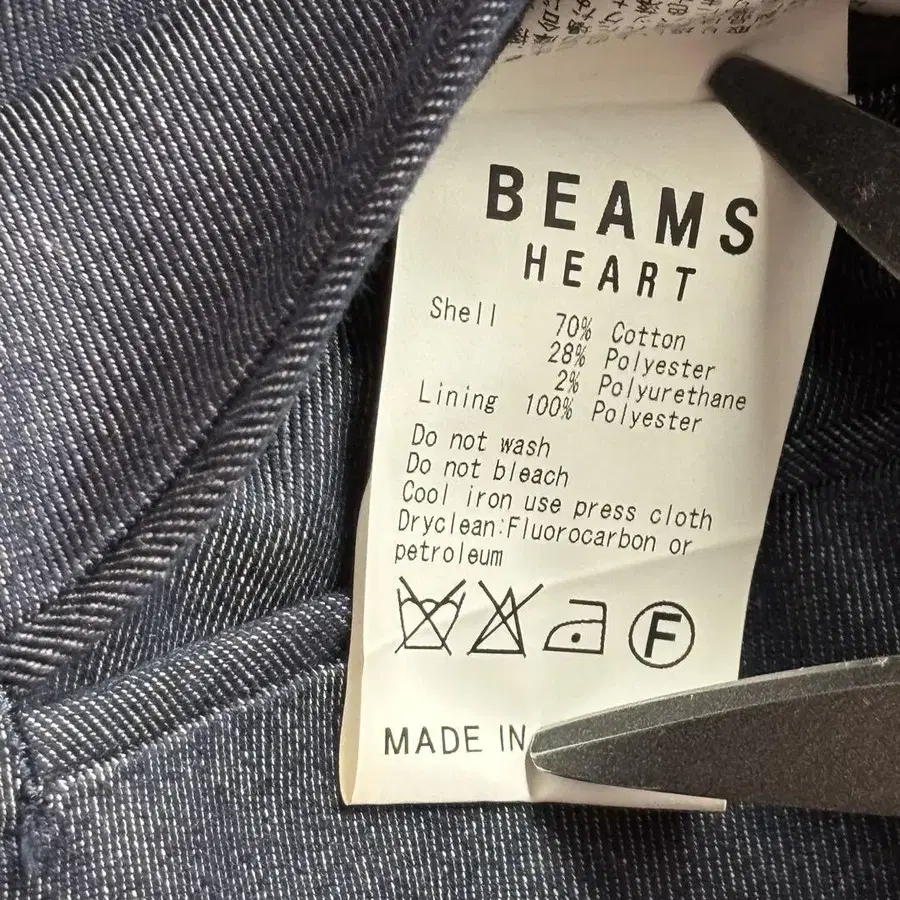 BEAMS
HEART
Shell 70% Cotton
28% Polyester
2% Polyurethane
Lining 100% Polyester
Do not wash
Do not bleach
Cool iron use press cloth
Dryclean:Fluorocarbon or
petroleum
F
MADE IN